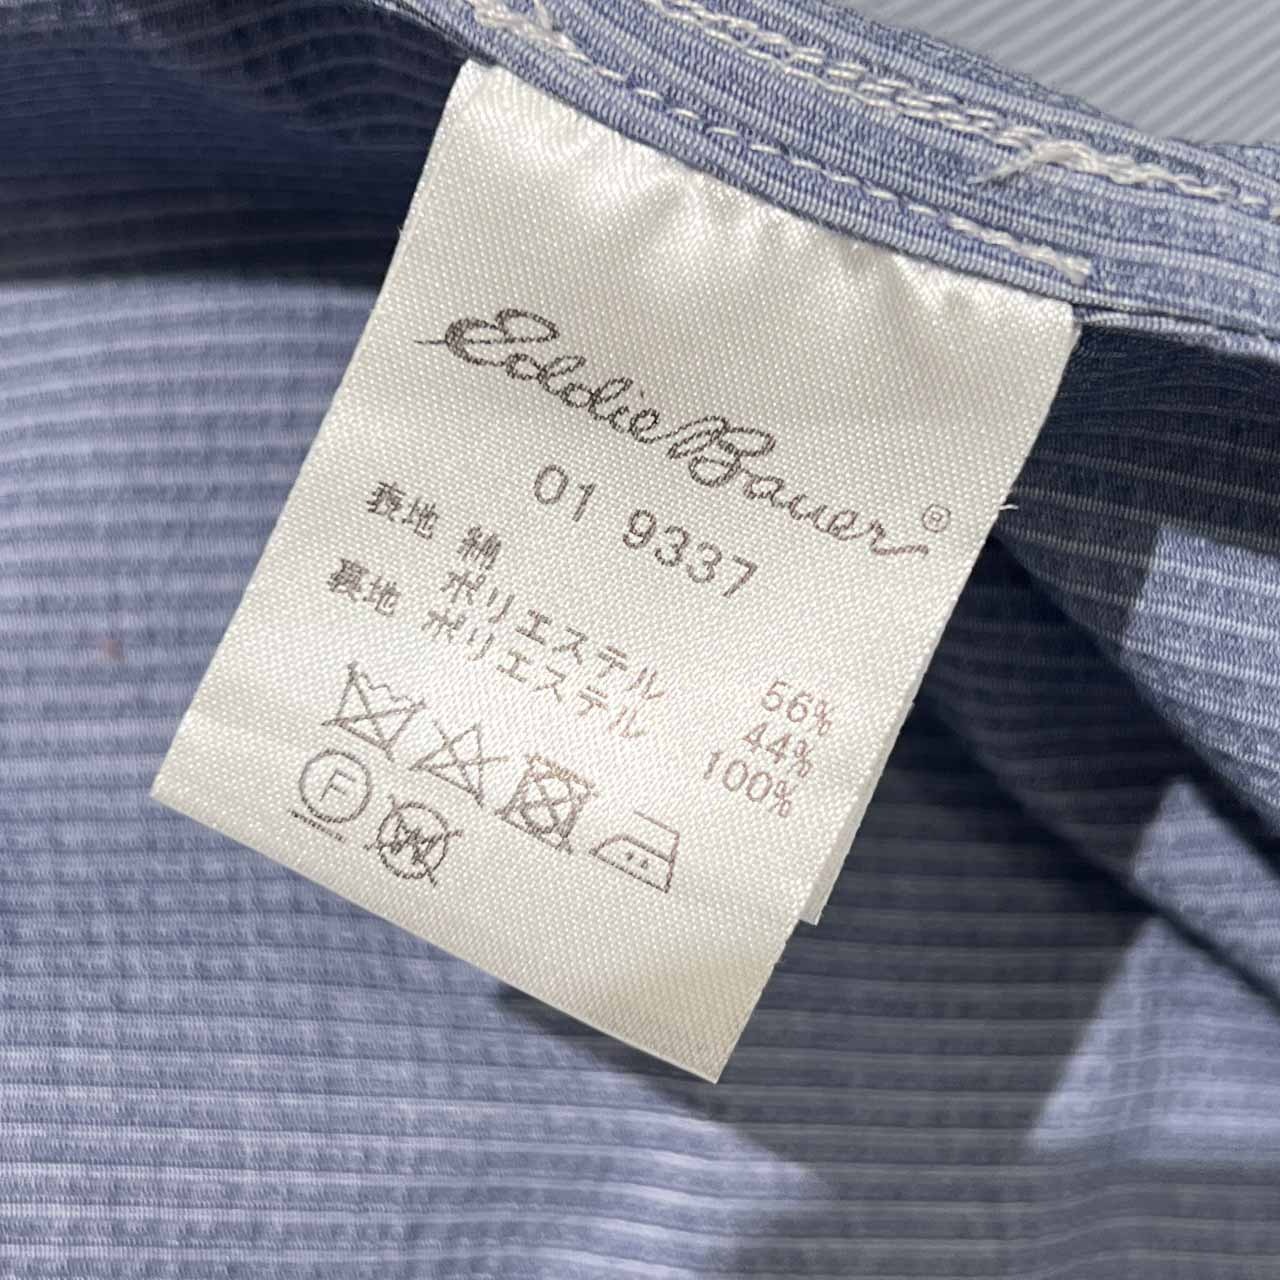 Eddie Bauer®
01 9337
表地 綿 56%
ポリエステル 44%
裏地 ポリエステル 100%
F
W